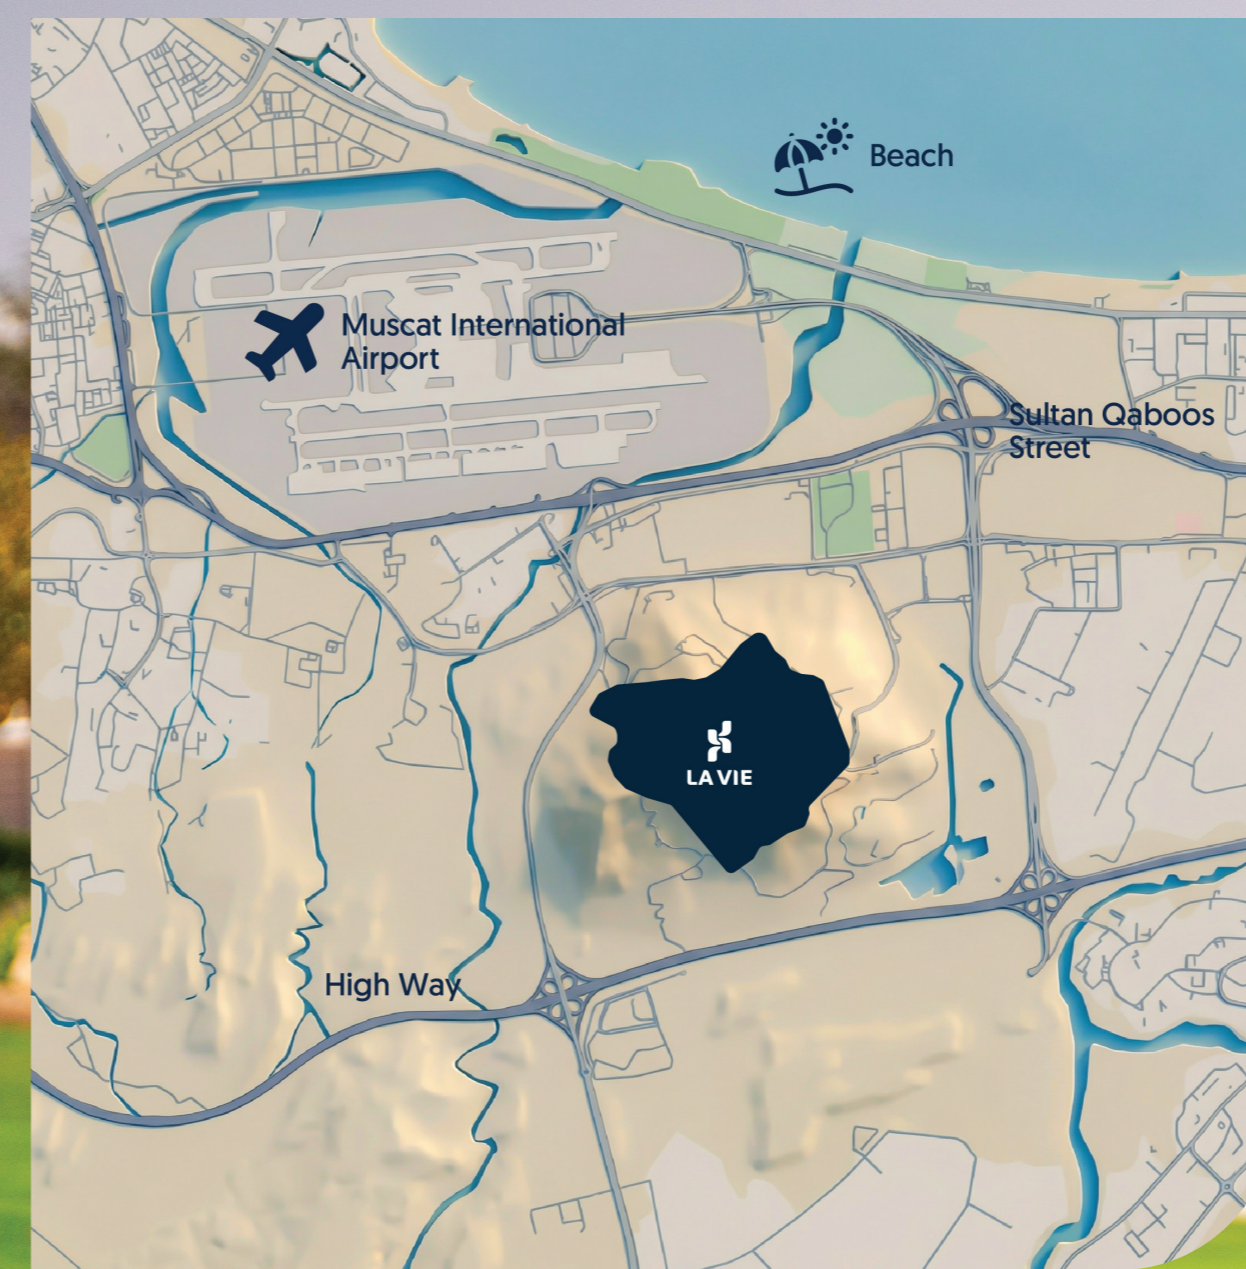 Beach
Muscat International
Airport
Sultan Qaboos
Street
LA VIE
High Way